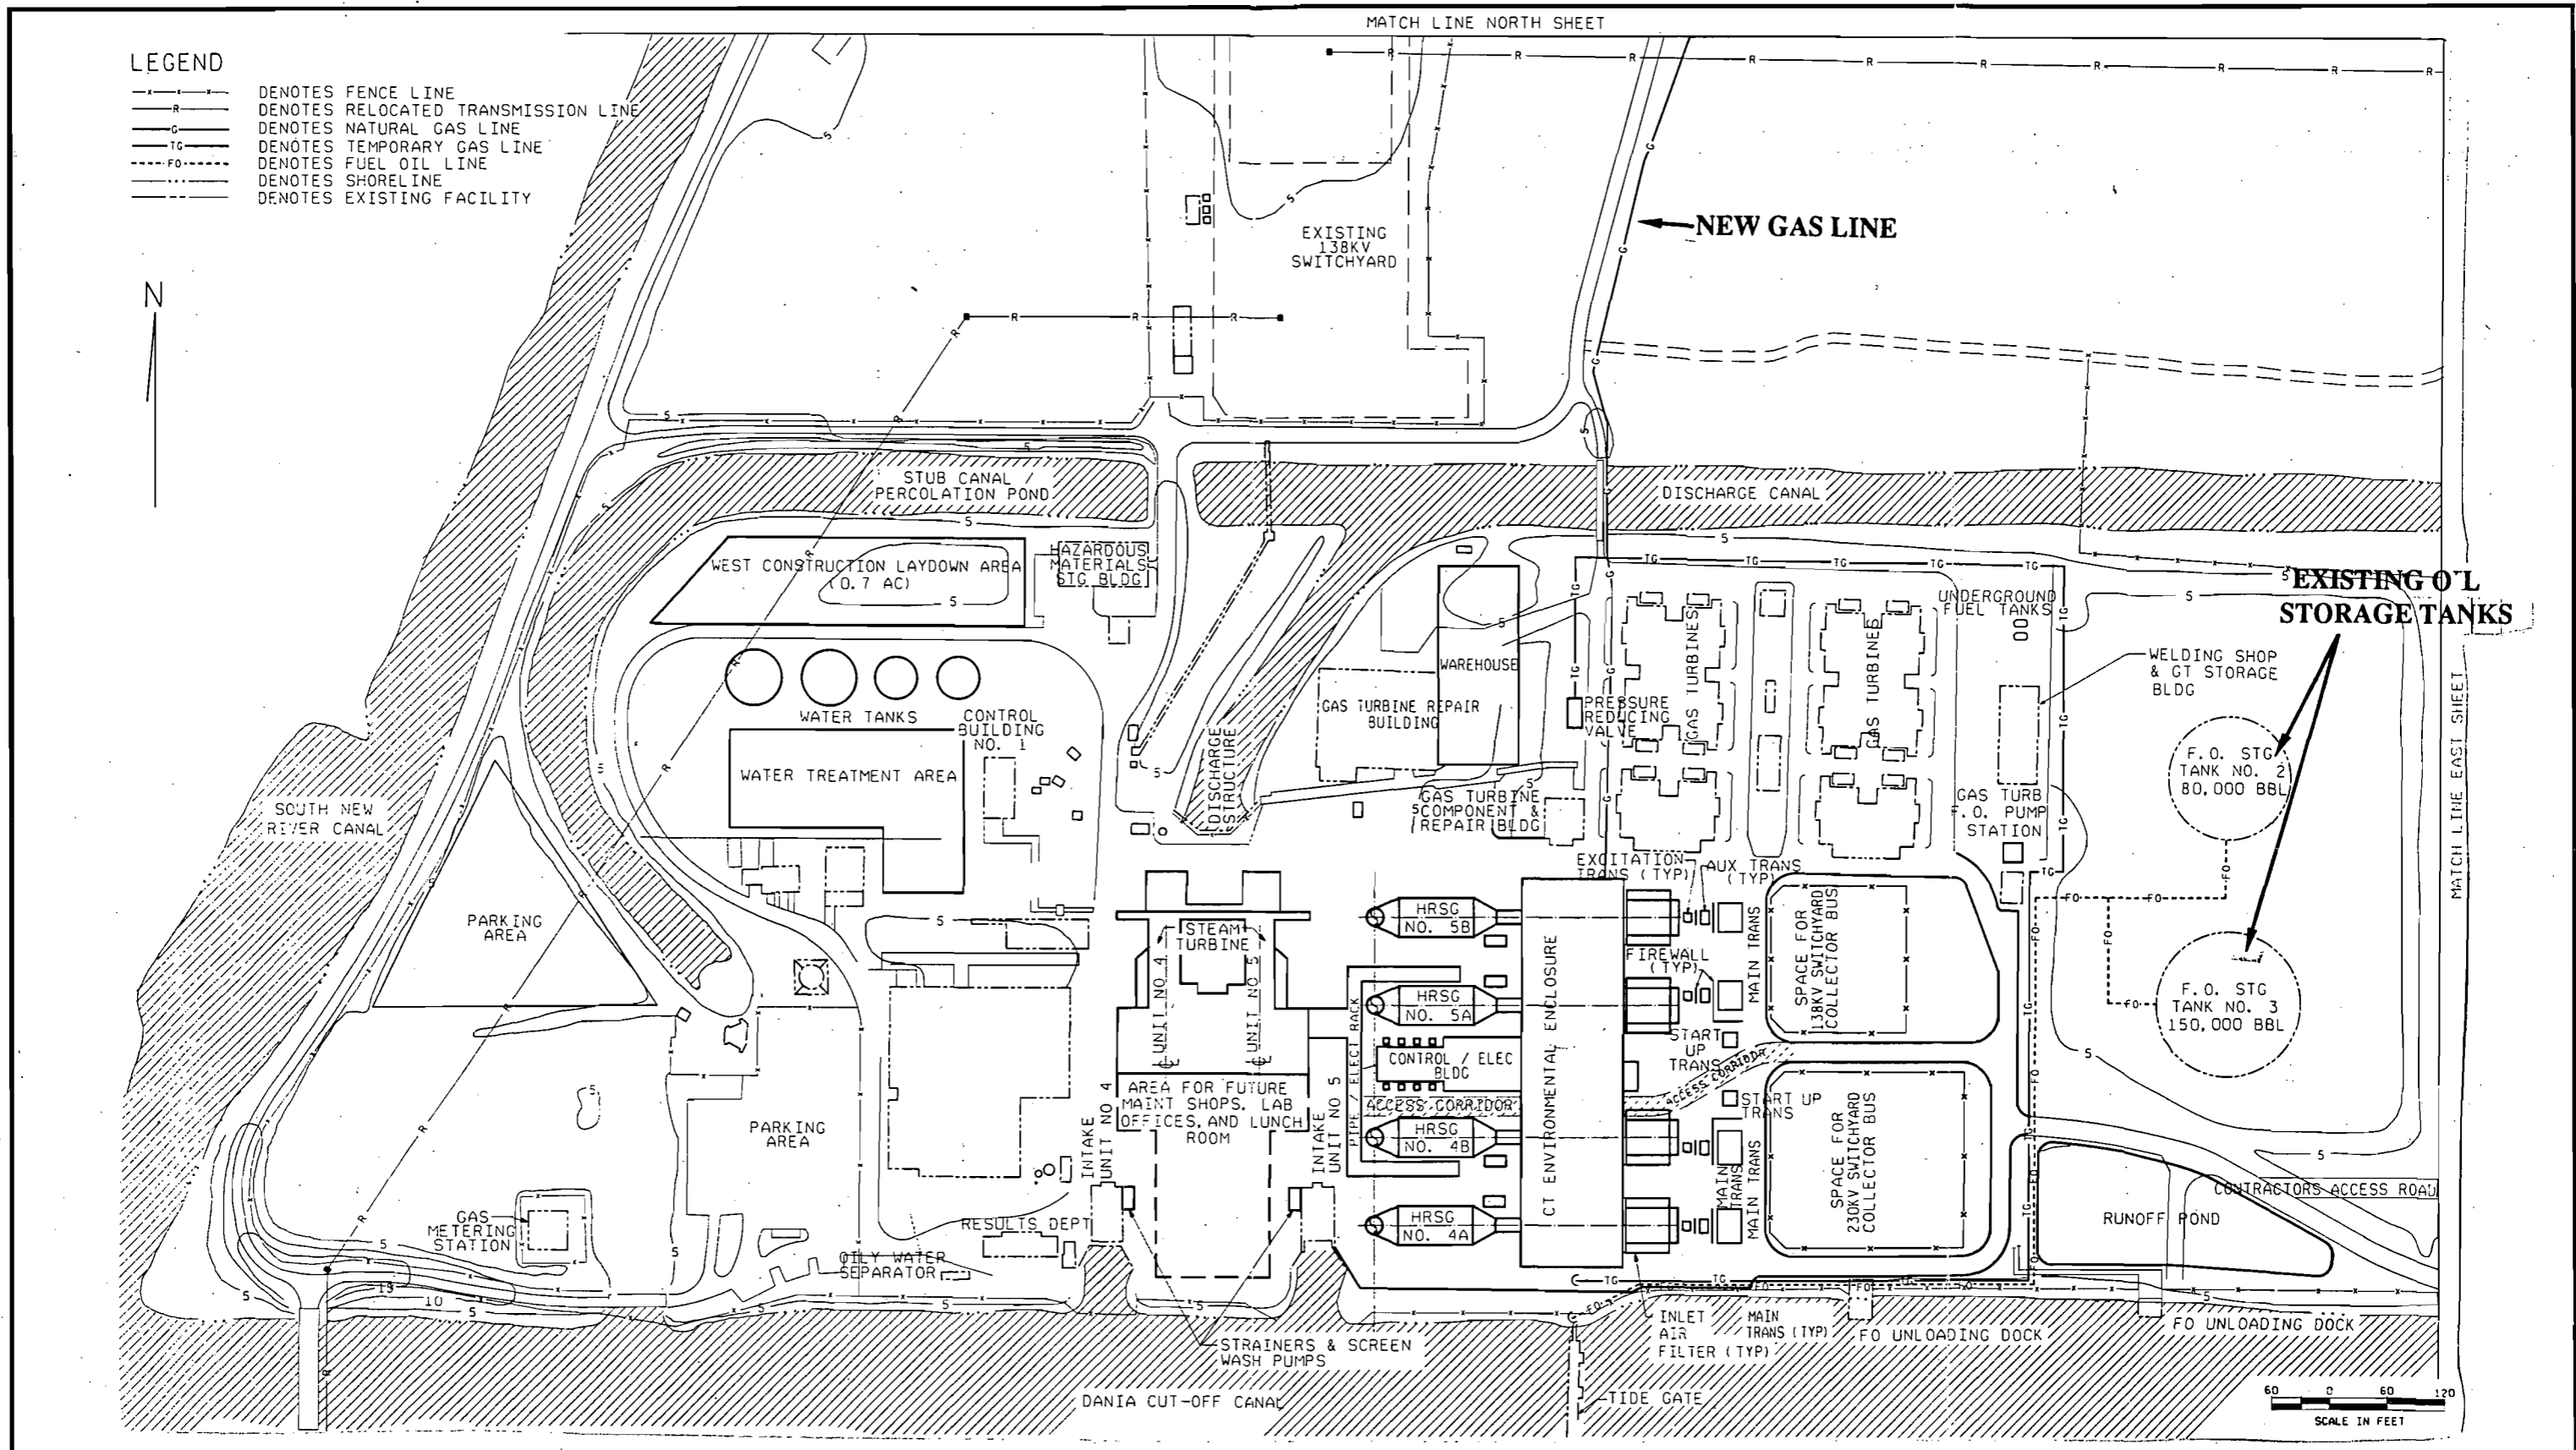 MATCH LINE NORTH SHEET
LEGEND
DENOTES FENCE LINE
R DENOTES RELOCATED TRANSMISSION LINE
G DENOTES NATURAL GAS LINE
TG DENOTES TEMPORARY GAS LINE
FO DENOTES FUEL OIL LINE
DENOTES SHORELINE
DENOTES EXISTING FACILITY
N
EXISTING
138KV
SWITCHYARD
NEW GAS LINE
STUB CANAL /
PERCOLATION POND
DISCHARGE CANAL
WEST CONSTRUCTION LAYDOWN AREA
(0.7 AC)
HAZARDOUS
MATERIALS
STG BLDG
UNDERGROUND
FUEL TANKS
EXISTING O'L
STORAGE TANKS
WAREHOUSE
GAS TURBINES
GAS TURBINES
WELDING SHOP
& GT STORAGE
BLDG
MATCH LINE EAST SHEET
WATER TANKS
CONTROL
BUILDING
NO. 1
GAS TURBINE REPAIR
BUILDING
PRESSURE
REDUCING
VALVE
DISCHARGE
STRUCTURE
WATER TREATMENT AREA
F.O. STG
TANK NO. 2
80,000 BBL
SOUTH NEW
RIVER CANAL
GAS TURBINE
COMPONENT &
REPAIR BLDG
GAS TURB
F.O. PUMP
STATION
EXCITATION
TRANS (TYP)
AUX TRANS
(TYP)
PARKING
AREA
STEAM
TURBINE
UNIT NO 4
UNIT NO 5
HRSG
NO. 5B
FIREWALL
(TYP)
MAIN TRANS
SPACE FOR
138KV SWITCHYARD
COLLECTOR BUS
HRSG
NO. 5A
PIPE / ELECT RACK
CT ENVIRONMENTAL ENCLOSURE
F.O. STG
TANK NO. 3
150,000 BBL
START
UP
TRANS
CONTROL / ELEC
BLDG
ACCESS CORRIDOR
ACCESS CORRIDOR
START UP
TRANS
AREA FOR FUTURE
MAINT SHOPS, LAB
OFFICES, AND LUNCH
ROOM
INTAKE
UNIT NO 4
INTAKE
UNIT NO 5
PARKING
AREA
HRSG
NO. 4B
MAIN
TRANS
MAIN TRANS
SPACE FOR
230KV SWITCHYARD
COLLECTOR BUS
CONTRACTORS ACCESS ROAD
RUNOFF POND
GAS
METERING
STATION
RESULTS DEPT
HRSG
NO. 4A
OILY WATER
SEPARATOR
15
10
STRAINERS & SCREEN
WASH PUMPS
INLET
AIR
FILTER (TYP)
MAIN
TRANS (TYP)
FO UNLOADING DOCK
FO UNLOADING DOCK
DANIA CUT-OFF CANAL
TIDE GATE
60 0 60 120
SCALE IN FEET